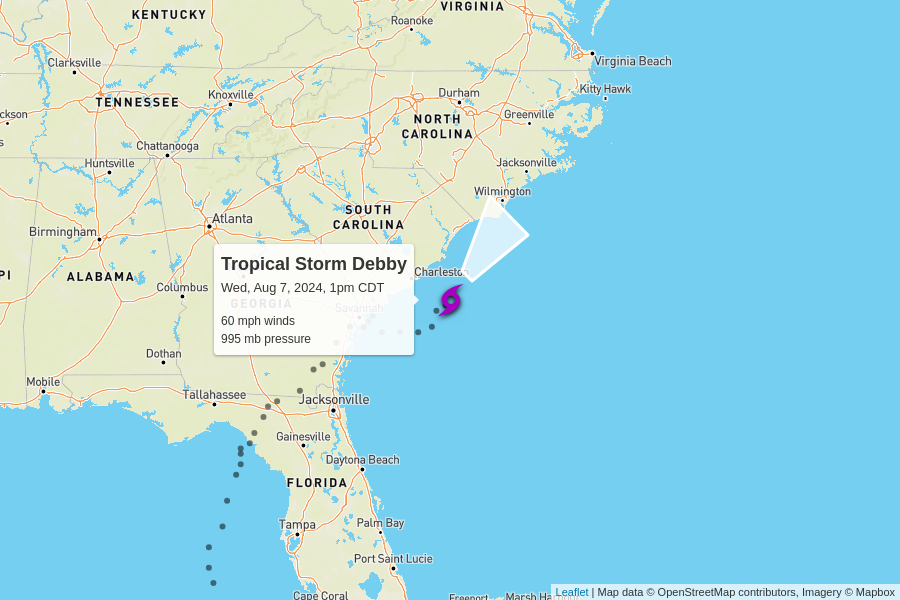 KENTUCKY
VIRGINIA
Roanoke
Clarksville
Virginia Beach
Knoxville
Durham
Kitty Hawk
TENNESSEE
ckson
Greenville
NORTH
CAROLINA
Chattanooga
Huntsville
Jacksonville
Wilmington
SOUTH
CAROLINA
Atlanta
Birmingham
ALABAMA
PI
Charleston
Columbus
Tropical Storm Debby
Wed, Aug 7, 2024, 1pm CDT
60 mph winds
995 mb pressure
GEORGIA
Savannah
Dothan
Mobile
Tallahassee
Jacksonville
Gainesville
Daytona Beach
FLORIDA
Tampa
Palm Bay
Port Saint Lucie
Cape Coral
Freeport
Marsh Harbour
Leaflet | Map data © OpenStreetMap contributors, Imagery © Mapbox